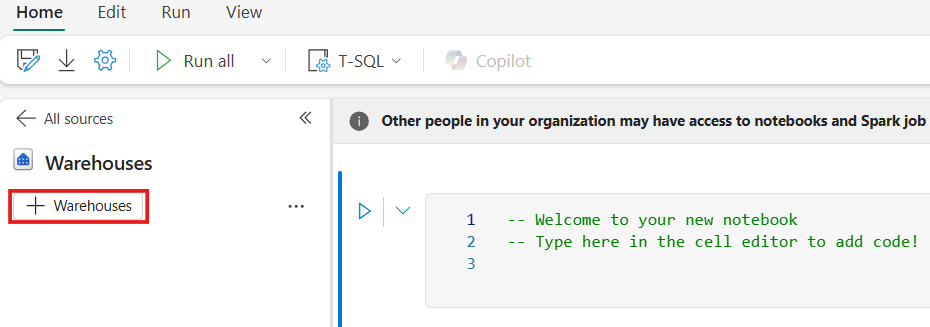 Home Edit Run View
Run all T-SQL Copilot
All sources
Warehouses
Warehouses
Other people in your organization may have access to notebooks and Spark job
1 -- Welcome to your new notebook
2 -- Type here in the cell editor to add code!
3